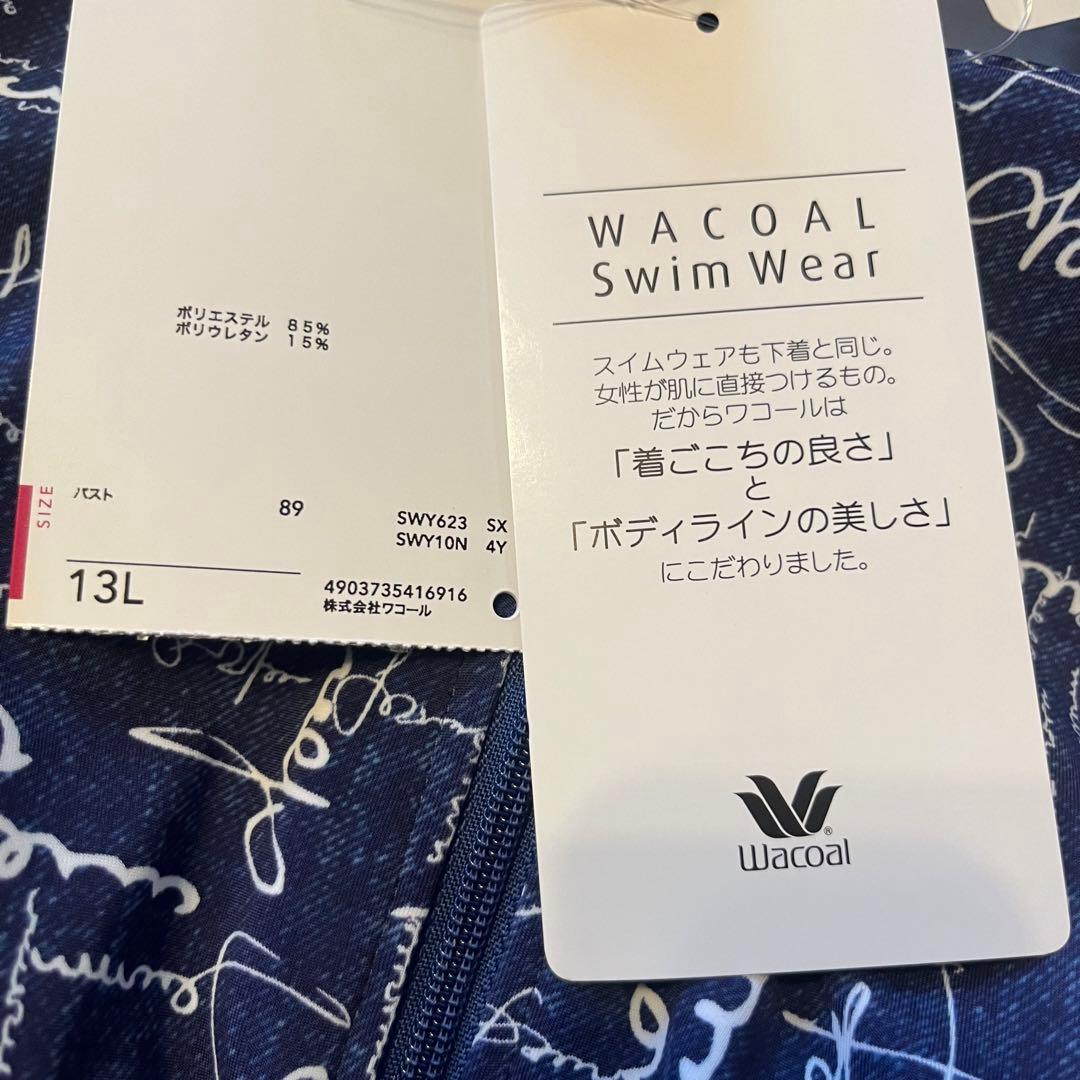 ポリエステル 85%
ポリウレタン 15%
SIZE
バスト 89
13L
SWY623 SX
SWY10N 4Y
4903735416916
株式会社ワコール
WACOAL
Swim Wear
スイムウェアも下着と同じ。
女性が肌に直接つけるもの。
だからワコールは
「着ごこちの良さ」
と
「ボディラインの美しさ」
にこだわりました。
Wacoal®